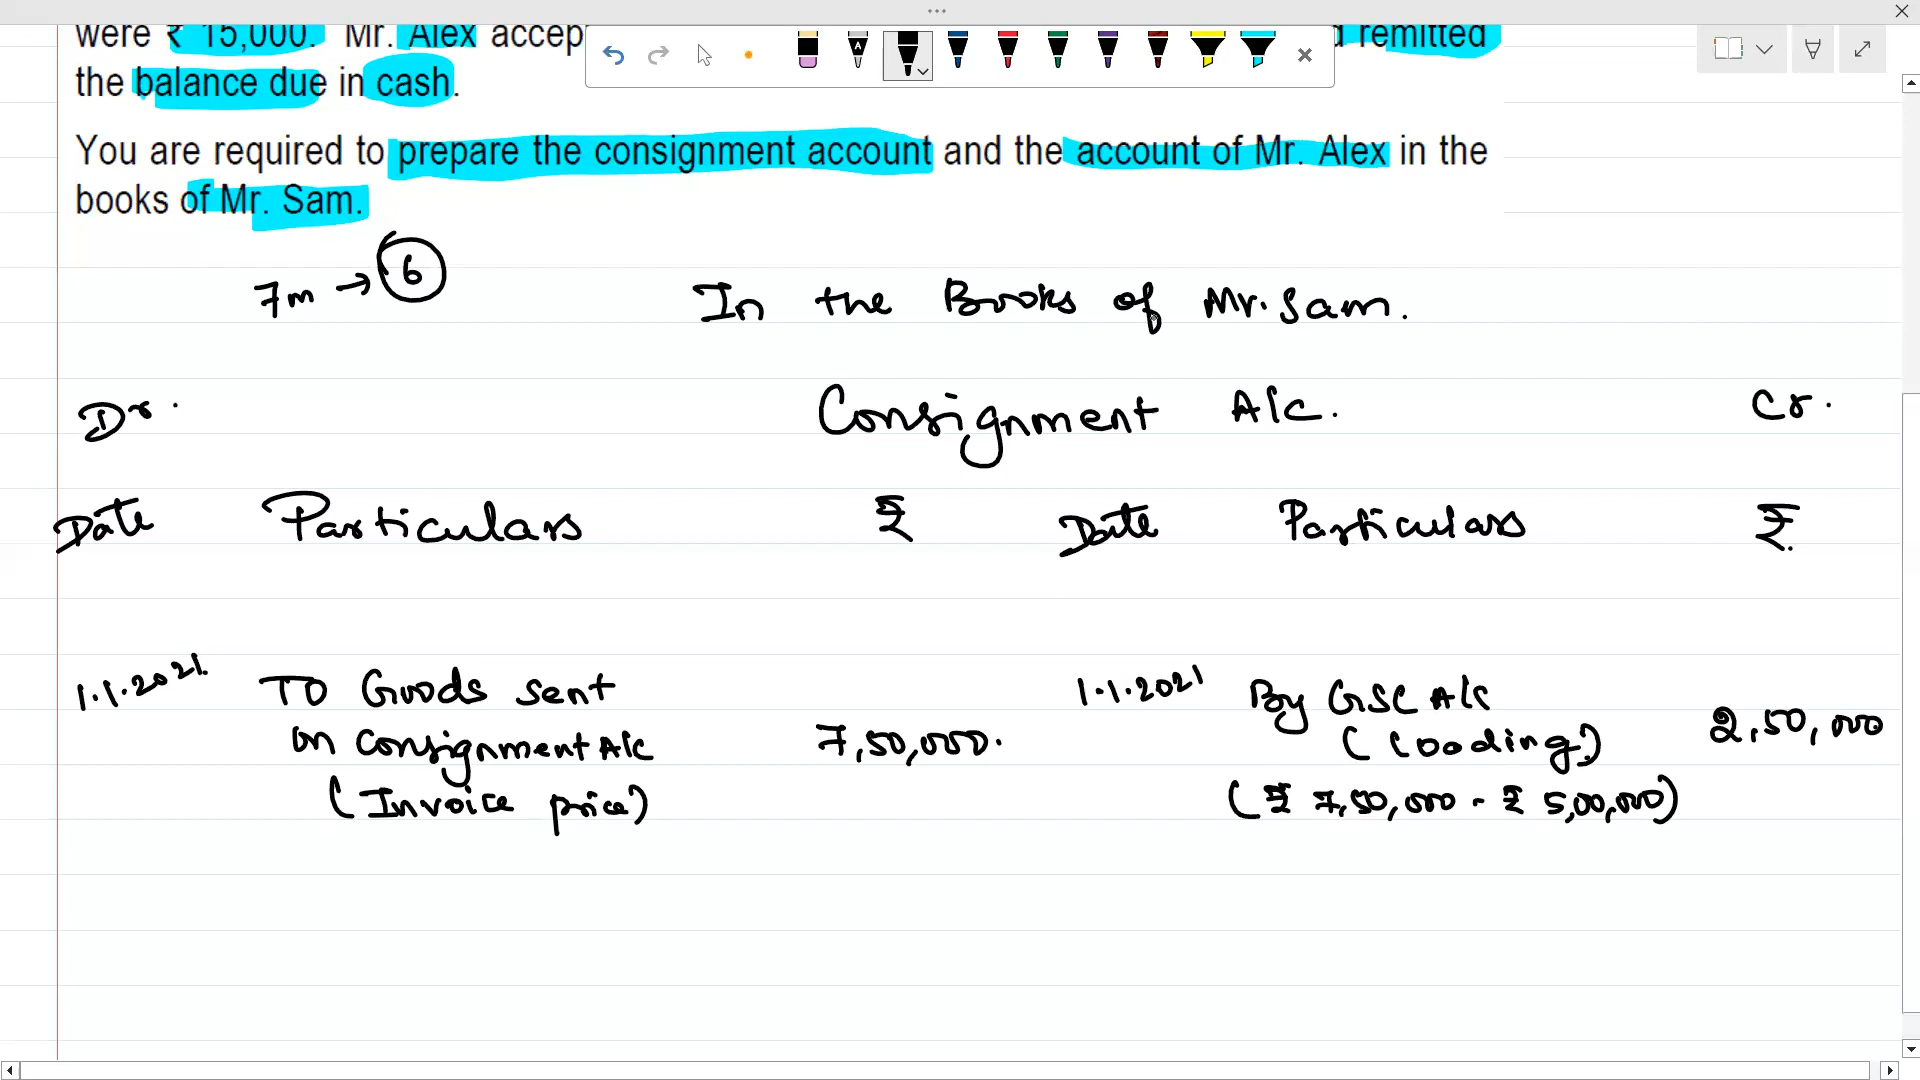 were ₹ 15,000. Mr. Alex accep d remitted
the balance due in cash.
You are required to prepare the consignment account and the account of Mr. Alex in the
books of Mr. Sam.
7m → 6
In the Books of Mr. Sam.
Dr. Consignment A/c. Cr.
Date Particulars ₹ Date Particulars ₹
1.1.2021. To Goods sent 1.1.2021 By GSC A/c
on Consignment A/c 7,50,000. (Loading) 2,50,000
(Invoice price) (₹ 7,50,000 - ₹ 5,00,000)